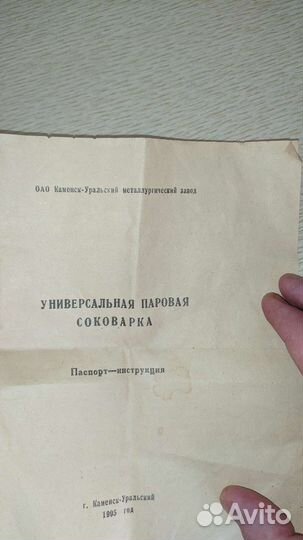 ОАО Каменск-Уральский металлургический завод
УНИВЕРСАЛЬНАЯ ПАРОВАЯ
СОКОВАРКА
Паспорт—инструкция
г. Каменск-Уральский
1995 год
Avito